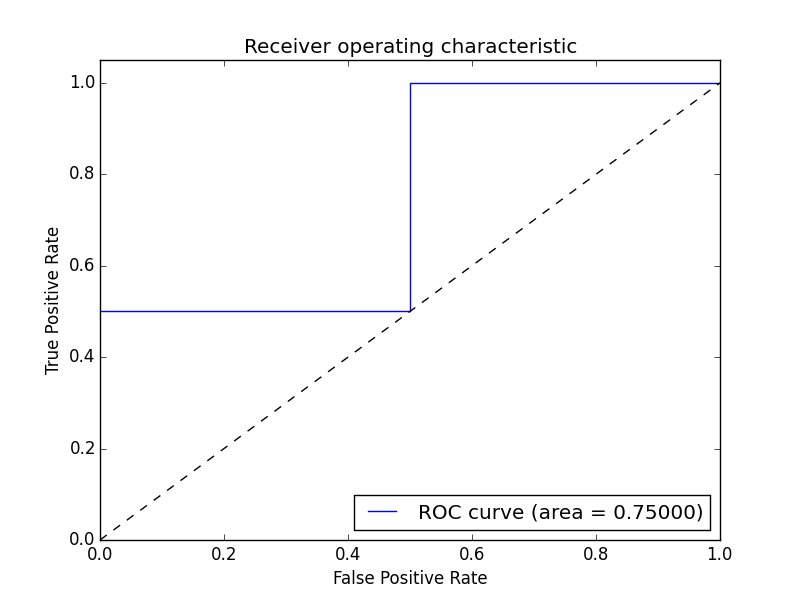 Receiver operating characteristic
1.0
0.8
0.6
0.4
0.2
0.0
True Positive Rate
ROC curve (area = 0.75000)
0.0 0.2 0.4 0.6 0.8 1.0
False Positive Rate